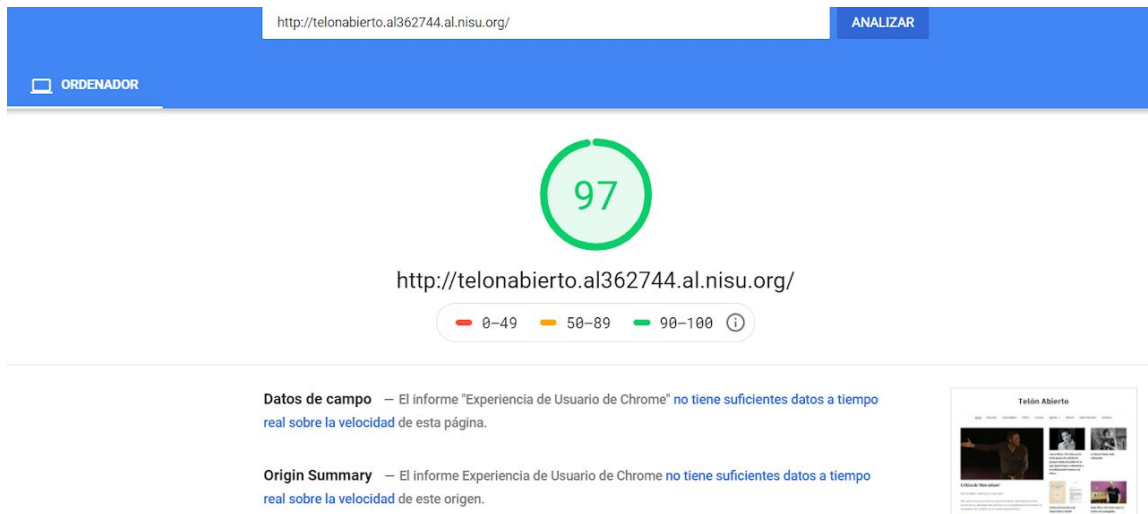 http://telonabierto.al362744.al.nisu.org/
ANALIZAR
ORDENADOR
97
http://telonabierto.al362744.al.nisu.org/
0–49
50–89
90–100
Datos de campo — El informe "Experiencia de Usuario de Chrome" no tiene suficientes datos a tiempo
real sobre la velocidad de esta página.
Telón Abierto
Origin Summary — El informe Experiencia de Usuario de Chrome no tiene suficientes datos a tiempo
real sobre la velocidad de este origen.